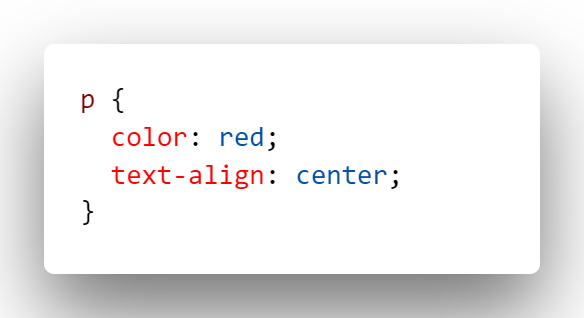 p {
  color: red;
  text-align: center;
}